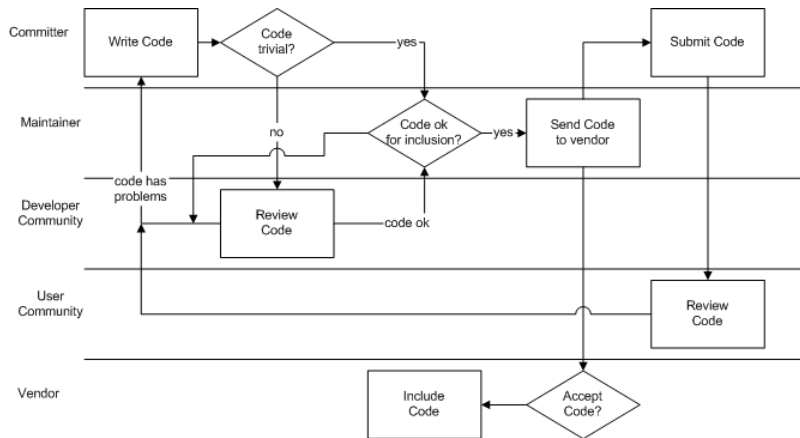 Committer
Write Code
Code
trivial?
yes
Submit Code
Maintainer
no
Code ok
for inclusion?
yes
Send Code
to vendor
code has
problems
Developer
Community
Review
Code
code ok
User
Community
Review
Code
Vendor
Include
Code
Accept
Code?